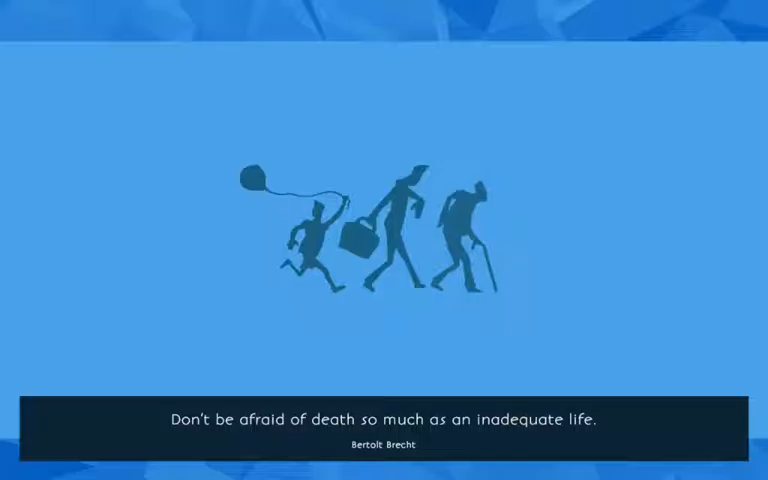 Don't be afraid of death so much as an inadequate life.
Bertolt Brecht